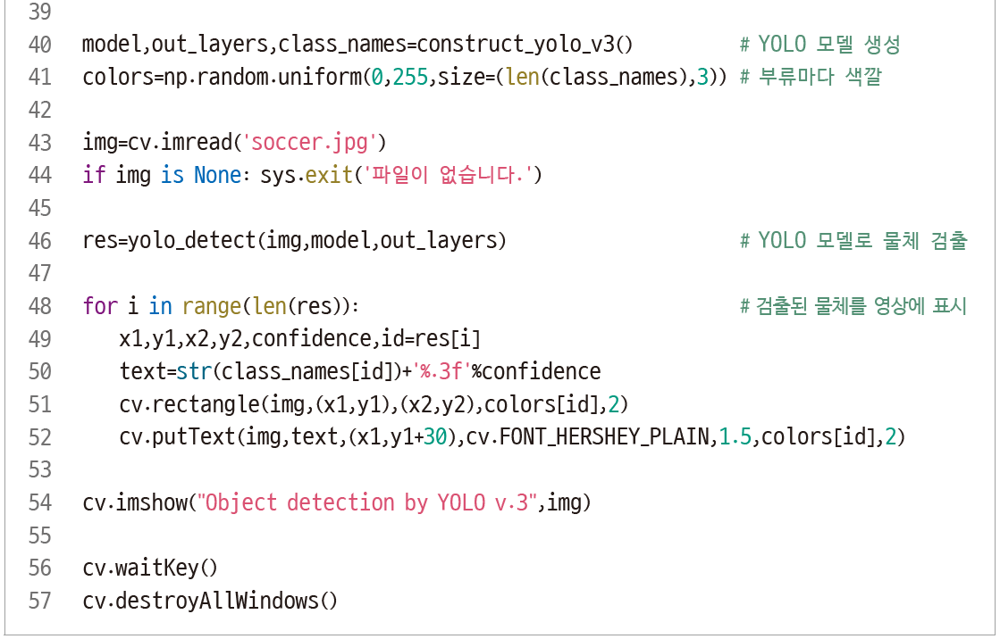 39
40 model,out_layers,class_names=construct_yolo_v3() # YOLO 모델 생성
41 colors=np.random.uniform(0,255,size=(len(class_names),3)) # 부류마다 색깔
42
43 img=cv.imread('soccer.jpg')
44 if img is None: sys.exit('파일이 없습니다.')
45
46 res=yolo_detect(img,model,out_layers) # YOLO 모델로 물체 검출
47
48 for i in range(len(res)): # 검출된 물체를 영상에 표시
49 x1,y1,x2,y2,confidence,id=res[i]
50 text=str(class_names[id])+'%.3f'%confidence
51 cv.rectangle(img,(x1,y1),(x2,y2),colors[id],2)
52 cv.putText(img,text,(x1,y1+30),cv.FONT_HERSHEY_PLAIN,1.5,colors[id],2)
53
54 cv.imshow("Object detection by YOLO v.3",img)
55
56 cv.waitKey()
57 cv.destroyAllWindows()